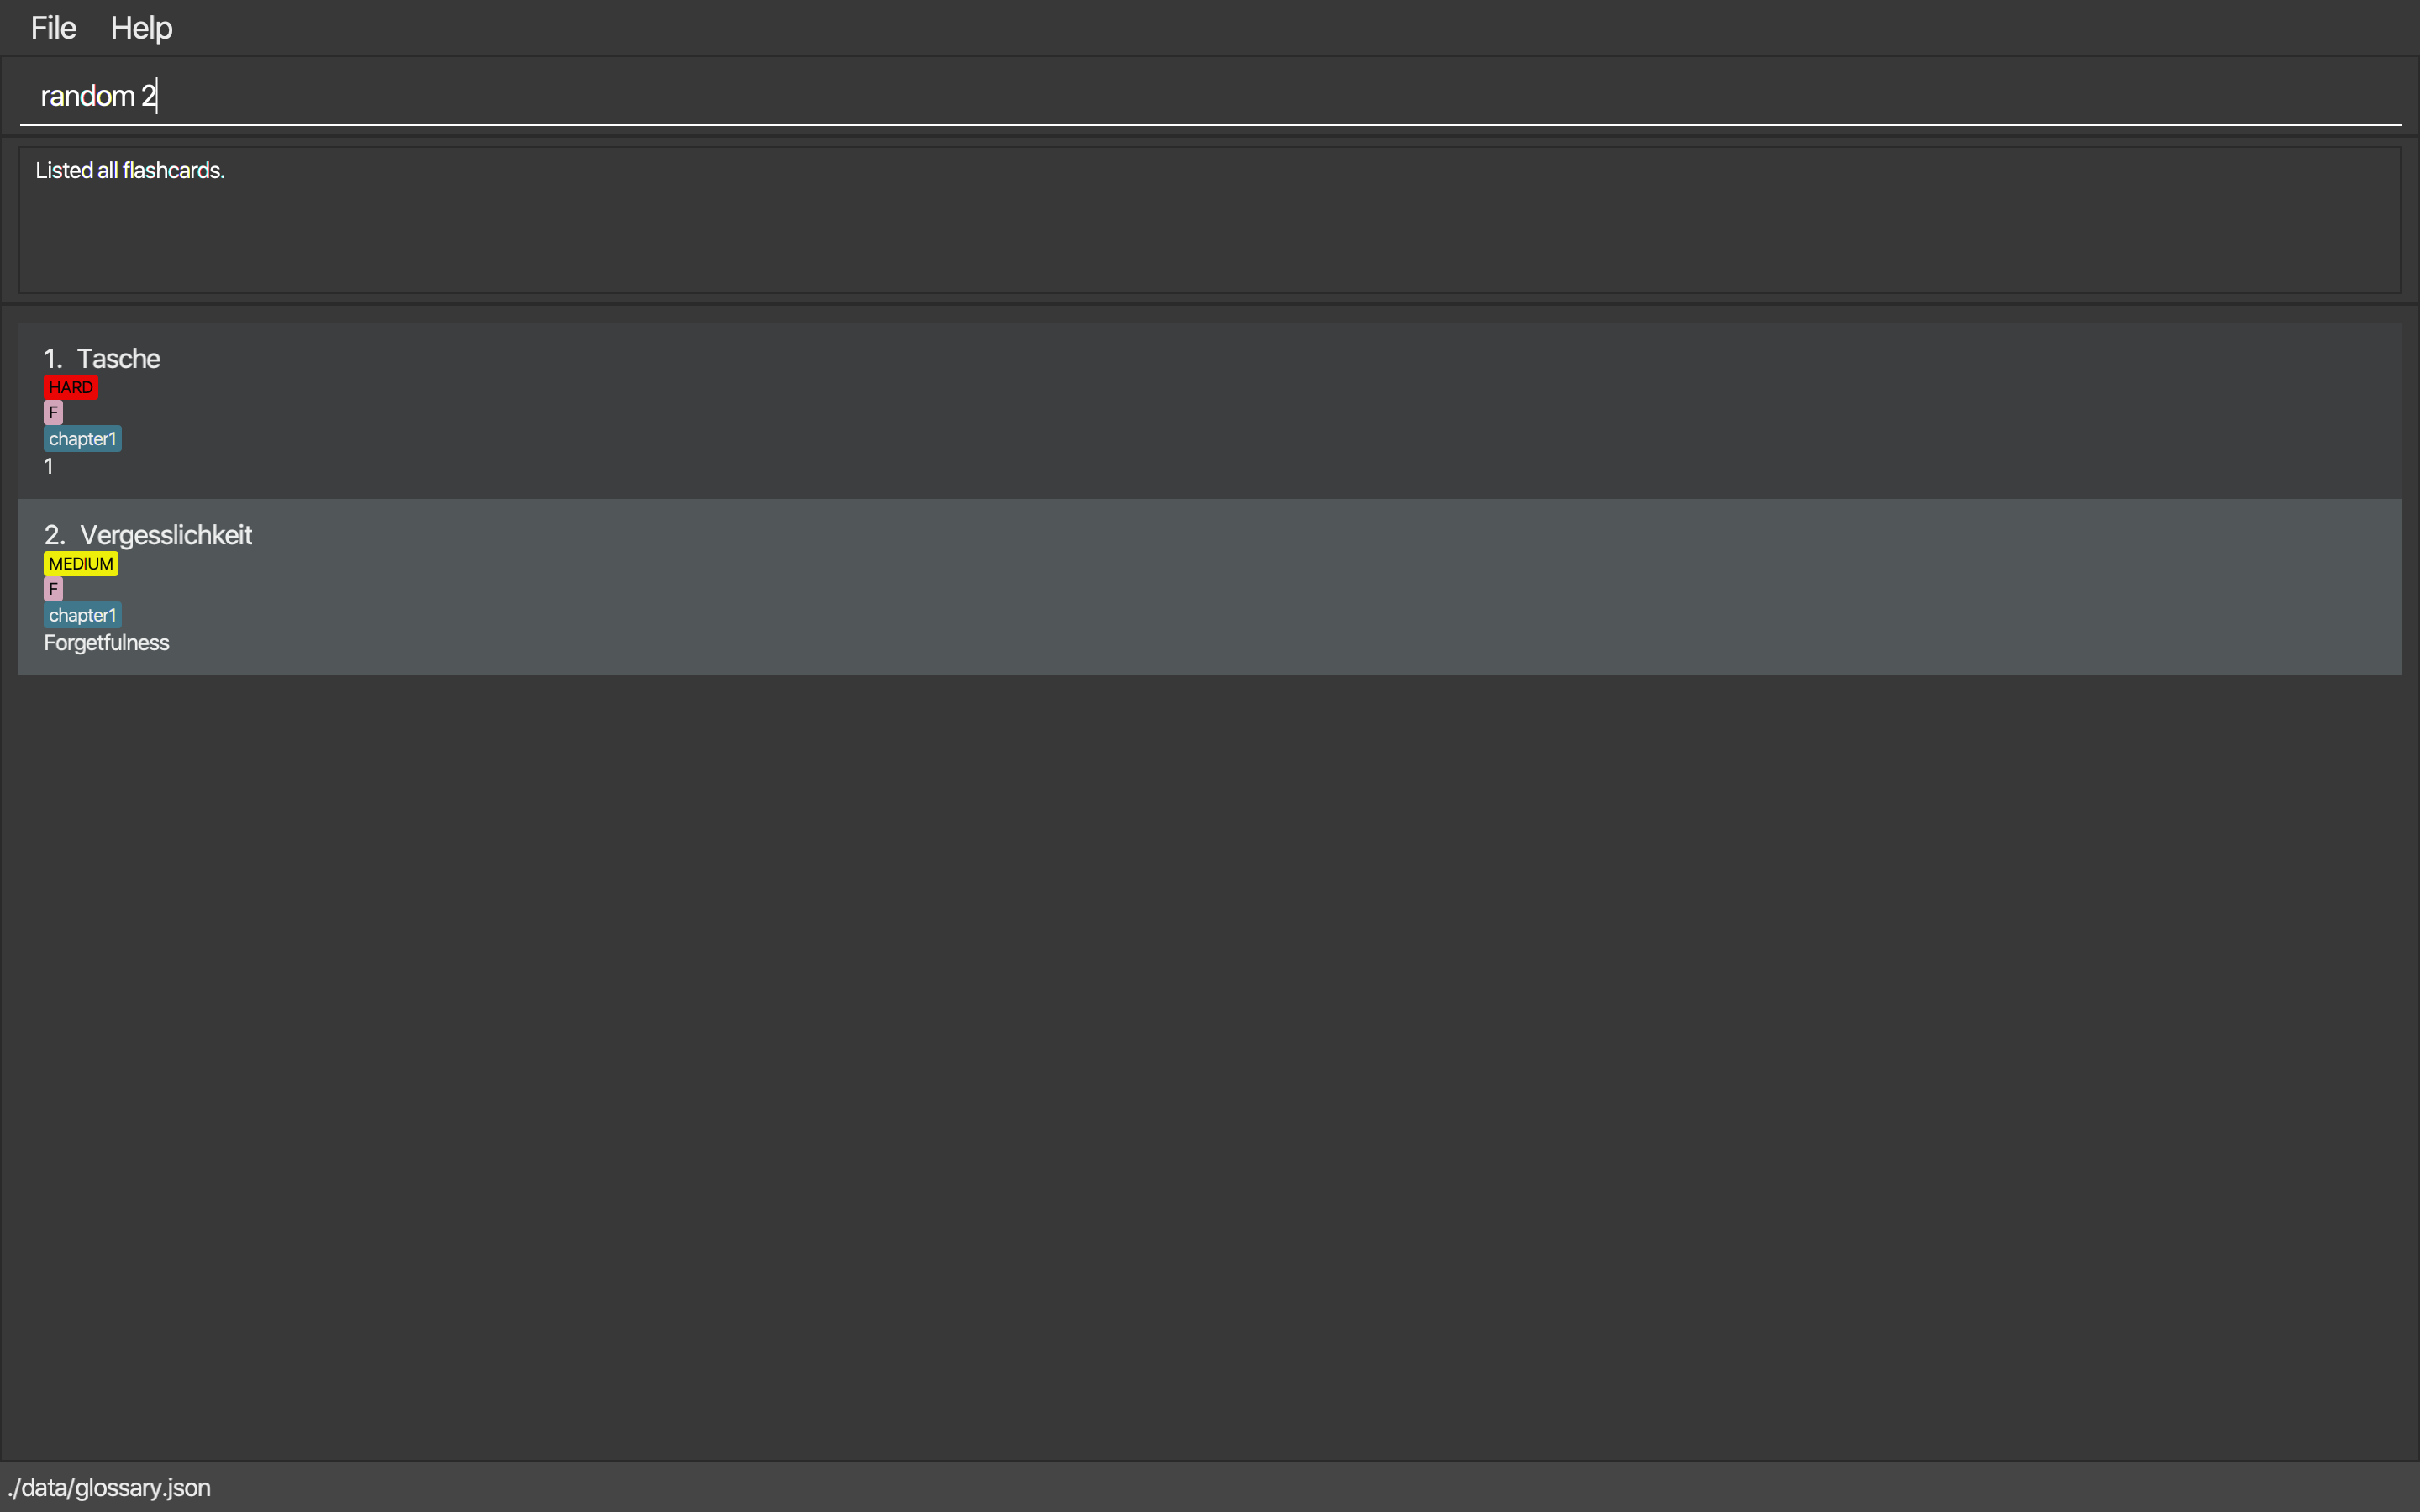 File Help
random 2
Listed all flashcards.
1. Tasche
HARD
F
chapter1
1
2. Vergesslichkeit
MEDIUM
F
chapter1
Forgetfulness
./data/glossary.json